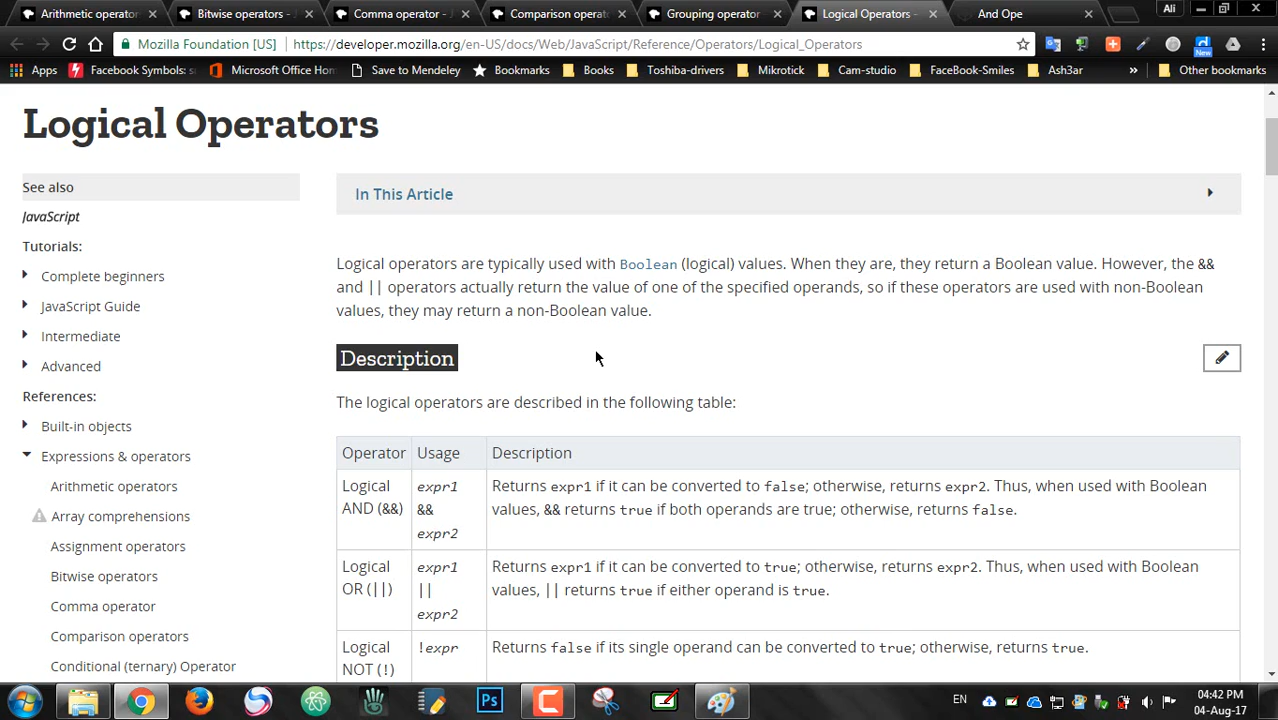 Arithmetic operator
Bitwise operators -
Comma operator -
Comparison operato
Grouping operator -
Logical Operators -
And Ope
Ali
Mozilla Foundation [US]
https://developer.mozilla.org/en-US/docs/Web/JavaScript/Reference/Operators/Logical_Operators
New
Apps
Facebook Symbols: s
Microsoft Office Hom
Save to Mendeley
Bookmarks
Books
Toshiba-drivers
Mikrotick
Cam-studio
FaceBook-Smiles
Ash3ar
»
Other bookmarks
Logical Operators
See also
JavaScript
Tutorials:
Complete beginners
JavaScript Guide
Intermediate
Advanced
References:
Built-in objects
Expressions & operators
Arithmetic operators
Array comprehensions
Assignment operators
Bitwise operators
Comma operator
Comparison operators
Conditional (ternary) Operator
In This Article
Logical operators are typically used with Boolean (logical) values. When they are, they return a Boolean value. However, the &&
and || operators actually return the value of one of the specified operands, so if these operators are used with non-Boolean
values, they may return a non-Boolean value.
Description
The logical operators are described in the following table:
Operator
Usage
Description
Logical
AND (&&)
expr1
&&
expr2
Returns expr1 if it can be converted to false; otherwise, returns expr2. Thus, when used with Boolean
values, && returns true if both operands are true; otherwise, returns false.
Logical
OR (||)
expr1
||
expr2
Returns expr1 if it can be converted to true; otherwise, returns expr2. Thus, when used with Boolean
values, || returns true if either operand is true.
Logical
NOT (!)
!expr
Returns false if its single operand can be converted to true; otherwise, returns true.
Ps
EN
04:42 PM
04-Aug-17